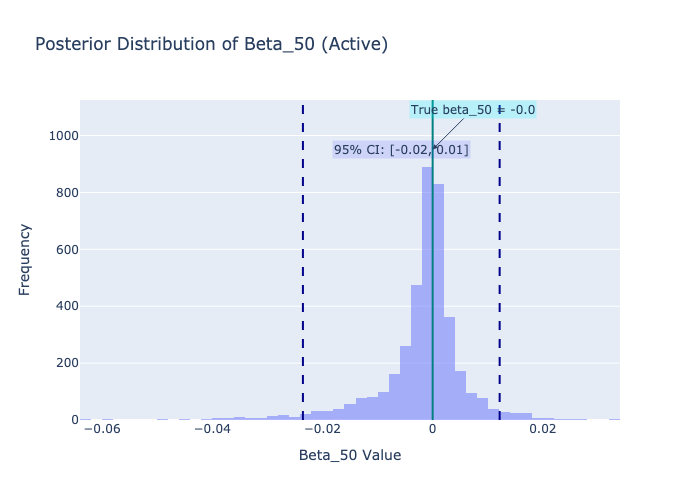 Posterior Distribution of Beta_50 (Active)
True beta_50 = -0.0
95% CI: [-0.02, 0.01]
1000
800
600
400
200
0
Frequency
−0.06 −0.04 −0.02 0 0.02
Beta_50 Value